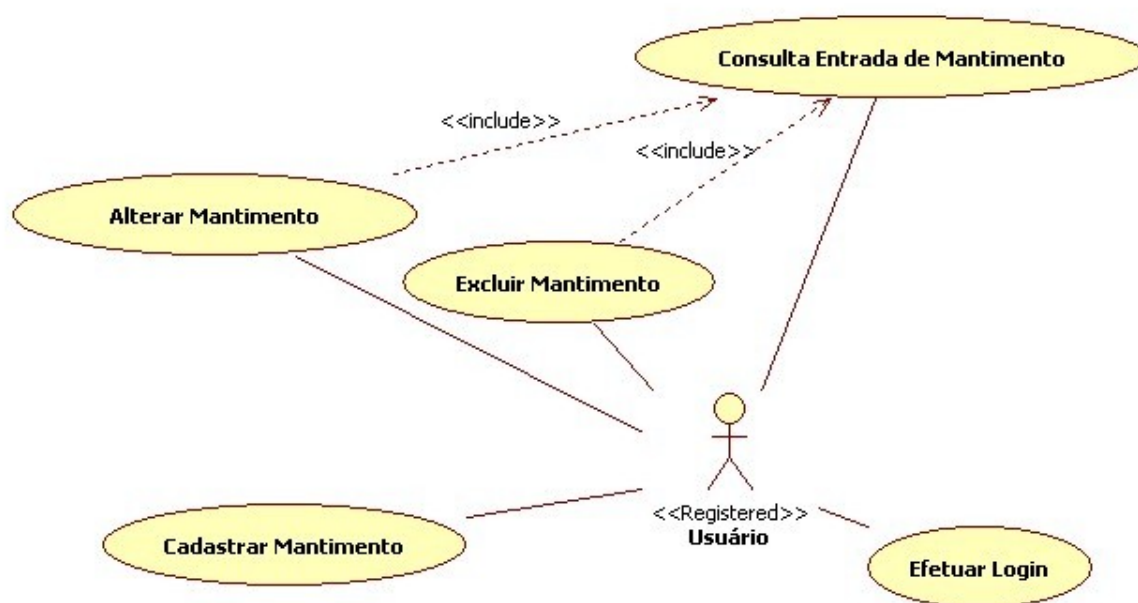 Consulta Entrada de Mantimento
<<include>>
<<include>>
Alterar Mantimento
Excluir Mantimento
<<Registered>>
Usuário
Cadastrar Mantimento
Efetuar Login